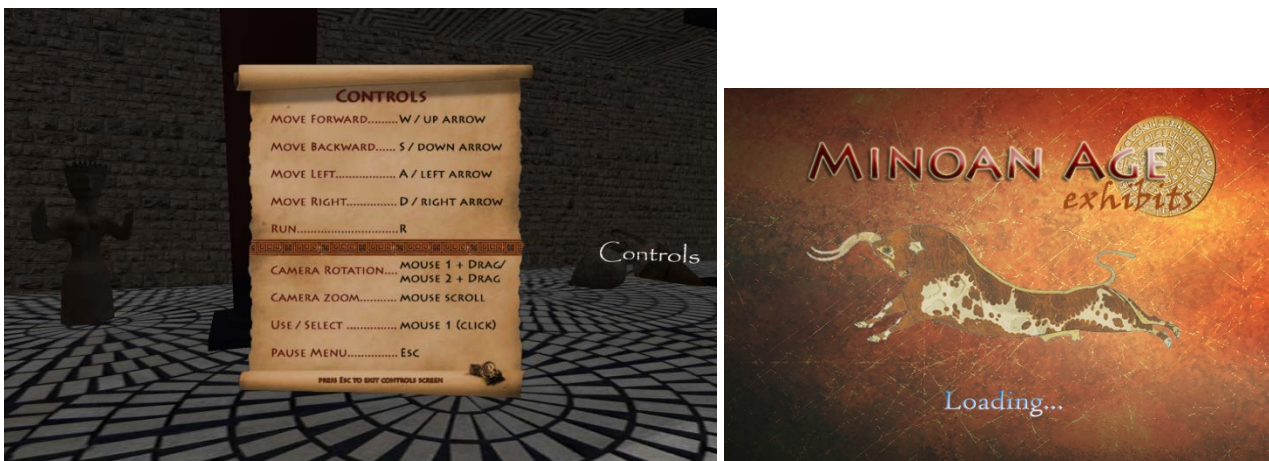 CONTROLS
MOVE FORWARD.........W / UP ARROW
MOVE BACKWARD...... S / DOWN ARROW
MOVE LEFT..................A / LEFT ARROW
MOVE RIGHT...............D / RIGHT ARROW
RUN..............................R
CAMERA ROTATION....MOUSE 1 + DRAG/
MOUSE 2 + DRAG
CAMERA ZOOM...........MOUSE SCROLL
USE / SELECT ...............MOUSE 1 (CLICK)
PAUSE MENU...............ESC
PRESS ESC TO EXIT CONTROLS SCREEN
Controls
MINOAN AGE
exhibits
Loading...